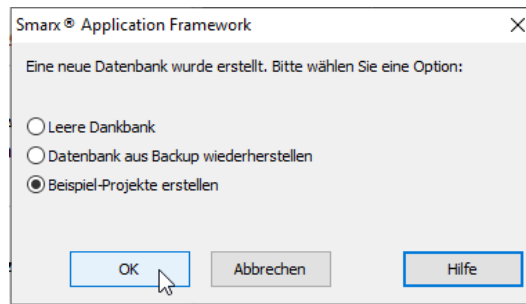 Smarx® Application Framework
Eine neue Datenbank wurde erstellt. Bitte wählen Sie eine Option:
Leere Dankbank
Datenbank aus Backup wiederherstellen
Beispiel-Projekte erstellen
OK Abbrechen Hilfe